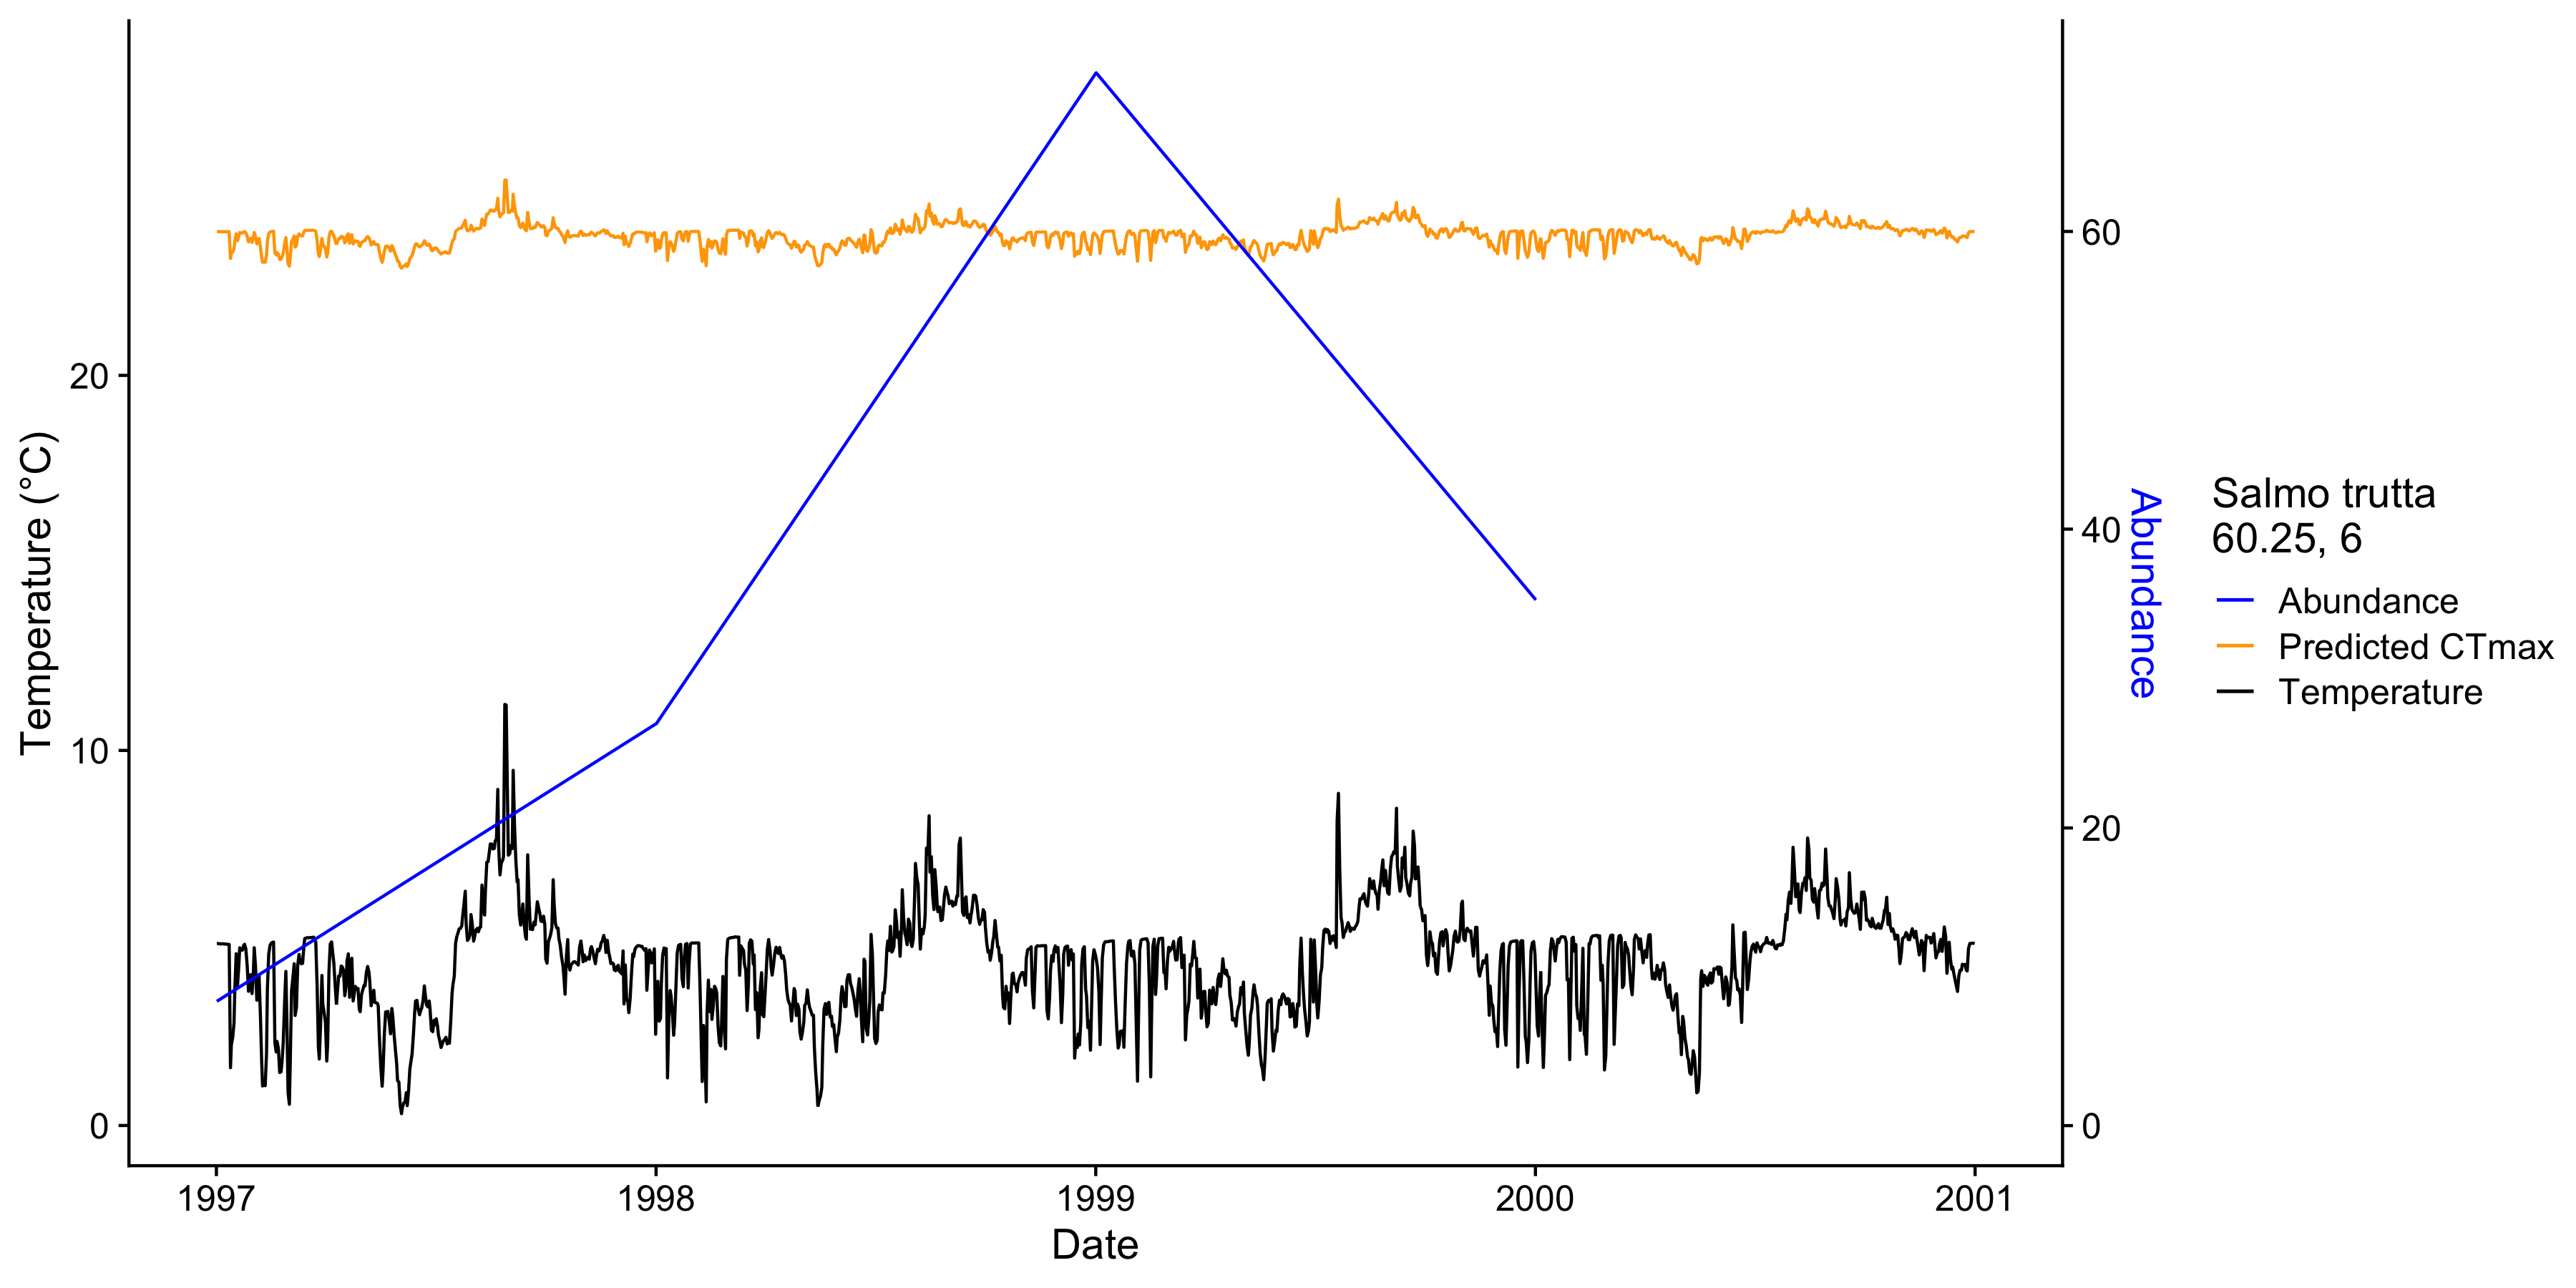 Temperature (°C)
20
10
0
1997
1998
1999
2000
2001
Date
60
40
20
0
Abundance
Salmo trutta
60.25, 6
Abundance
Predicted CTmax
Temperature